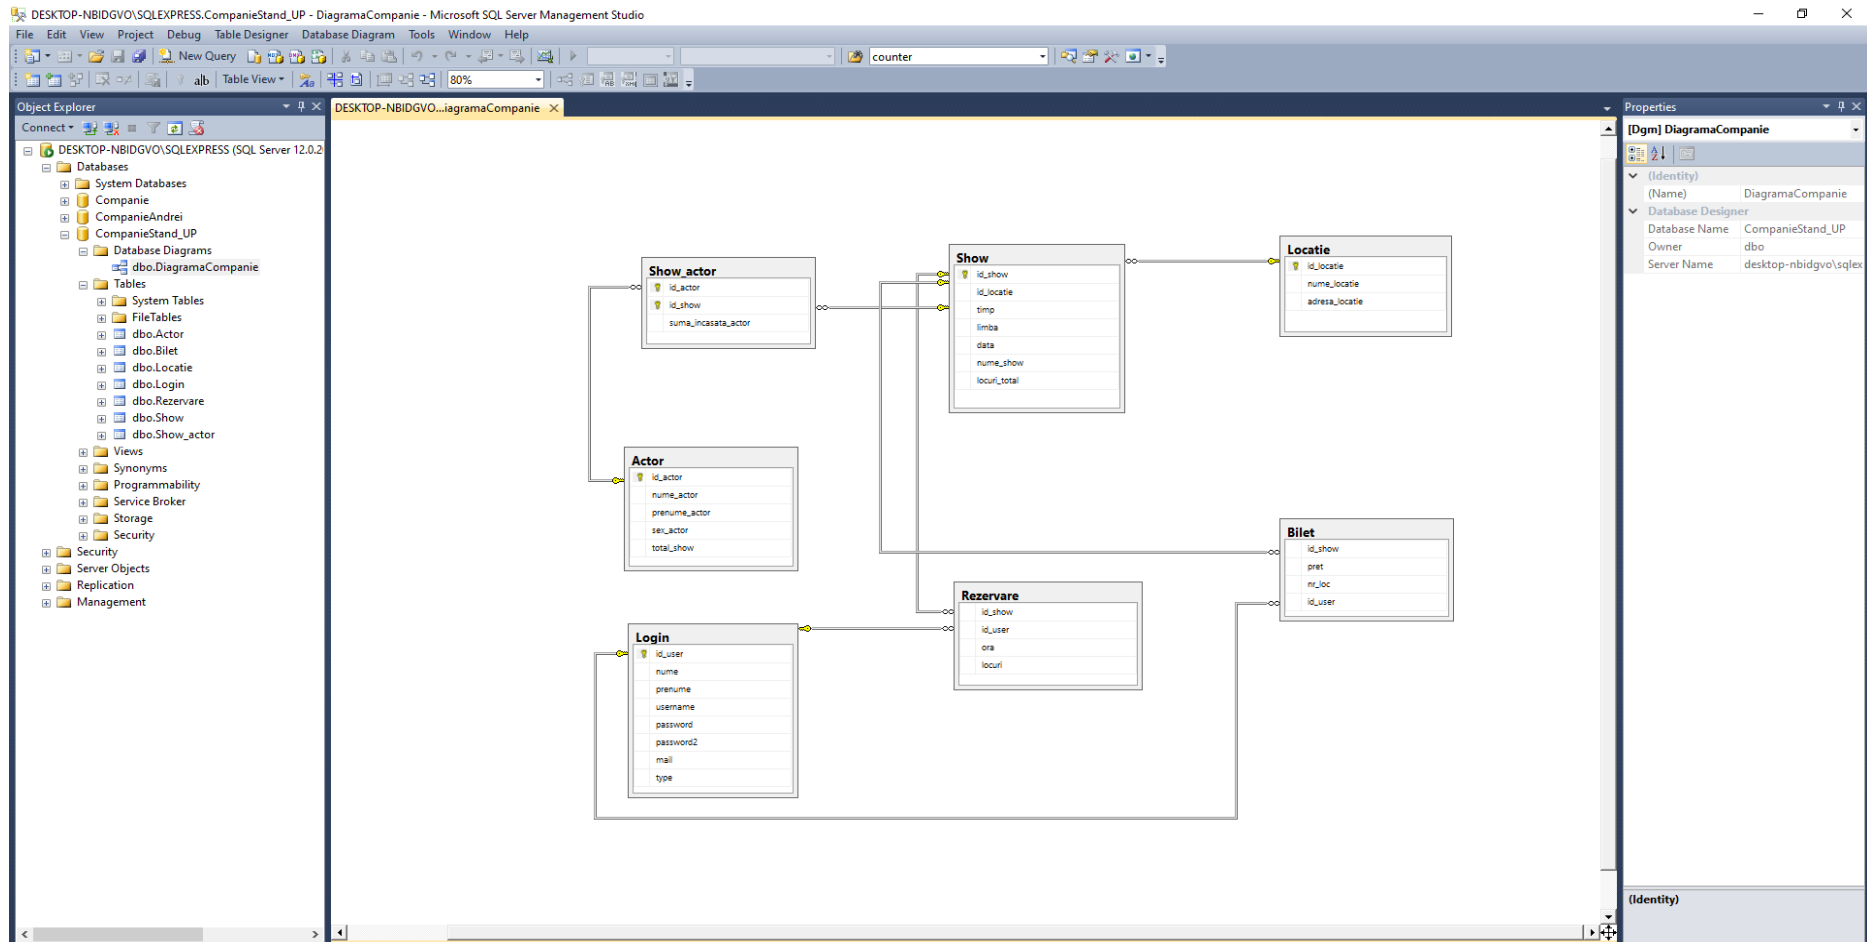 DESKTOP-NBIDGVO\SQLEXPRESS.CompanieStand_UP - DiagramaCompanie - Microsoft SQL Server Management Studio
File Edit View Project Debug Table Designer Database Diagram Tools Window Help
New Query counter
Table View 80%
Object Explorer
Connect
DESKTOP-NBIDGVO\SQLEXPRESS (SQL Server 12.0.2
Databases
System Databases
Companie
CompanieAndrei
CompanieStand_UP
Database Diagrams
dbo.DiagramaCompanie
Tables
System Tables
FileTables
dbo.Actor
dbo.Bilet
dbo.Locatie
dbo.Login
dbo.Rezervare
dbo.Show
dbo.Show_actor
Views
Synonyms
Programmability
Service Broker
Storage
Security
Security
Server Objects
Replication
Management
DESKTOP-NBIDGVO...iagramaCompanie
Show_actor
id_actor
id_show
suma_incasata_actor
Show
id_show
id_locatie
timp
limba
data
nume_show
locuri_total
Locatie
id_locatie
nume_locatie
adresa_locatie
Actor
id_actor
nume_actor
prenume_actor
sex_actor
total_show
Bilet
id_show
pret
nr_loc
id_user
Rezervare
id_show
id_user
ora
locuri
Login
id_user
nume
prenume
username
password
password2
mail
type
Properties
[Dgm] DiagramaCompanie
(Identity)
(Name) DiagramaCompanie
Database Designer
Database Name CompanieStand_UP
Owner dbo
Server Name desktop-nbidgvo\sqlex
(Identity)